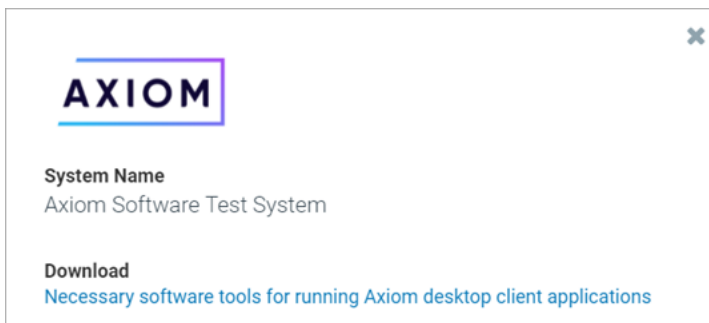 AXIOM
System Name
Axiom Software Test System
Download
Necessary software tools for running Axiom desktop client applications